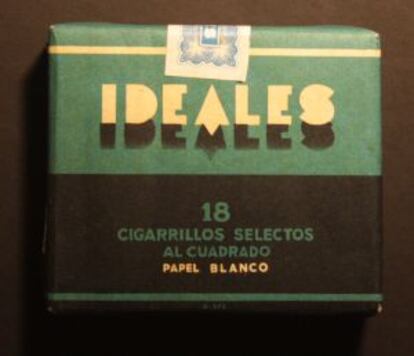 IDEALES
18
CIGARRILLOS SELECTOS
AL CUADRADO
PAPEL BLANCO